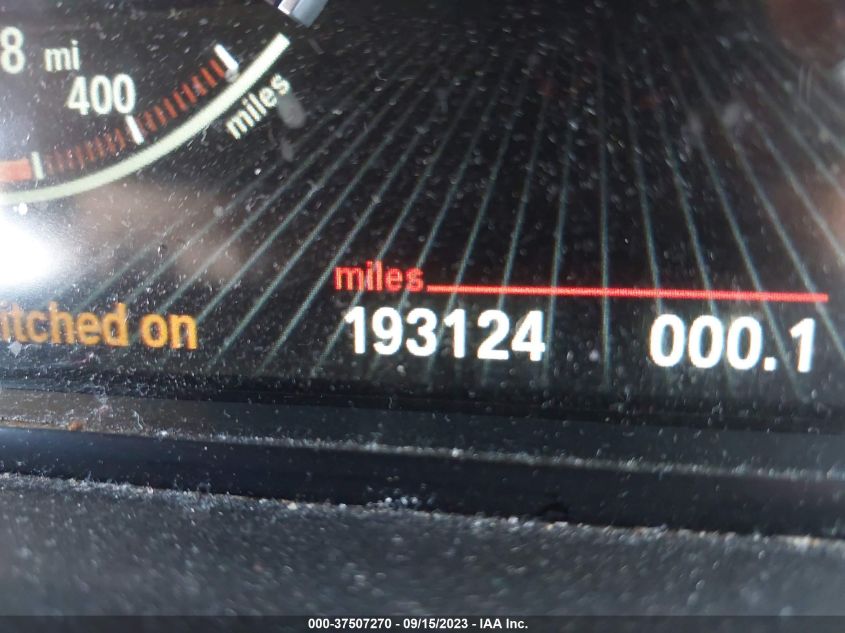 8 mi
400
miles
itched on
miles
193124 000.1
000-37507270 - 09/15/2023 - IAA Inc.